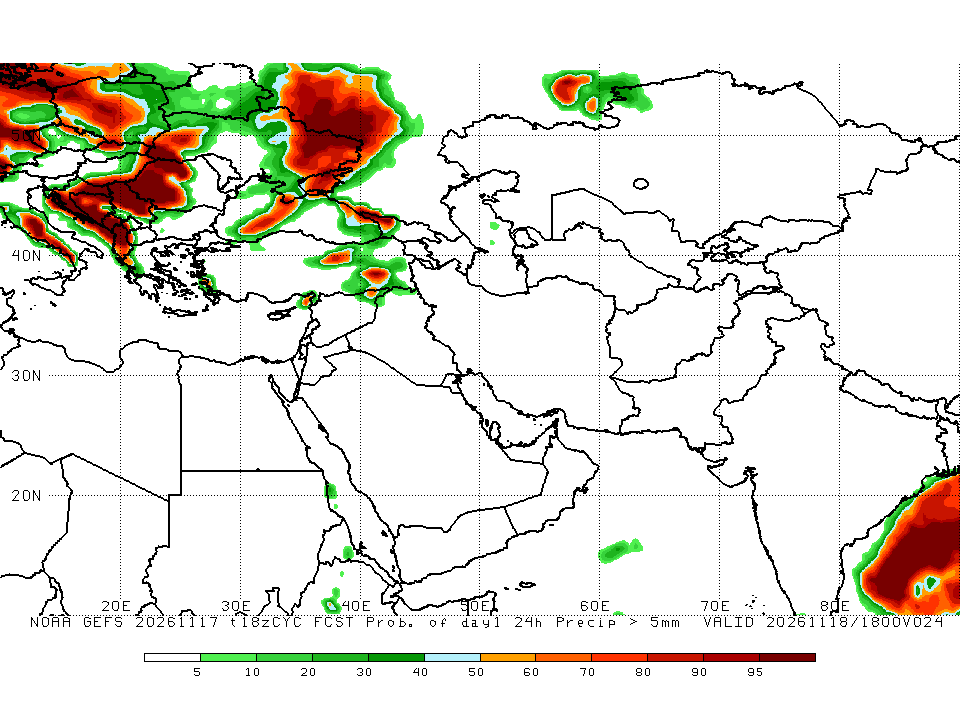 50N
40N
30N
20N
20E 30E 40E 50E 60E 70E 80E
NOAA GEFS 20261117 t18zCYC FCST Prob. of day1 24h Precip > 5mm VALID 20261118/1800V024
5 10 20 30 40 50 60 70 80 90 95